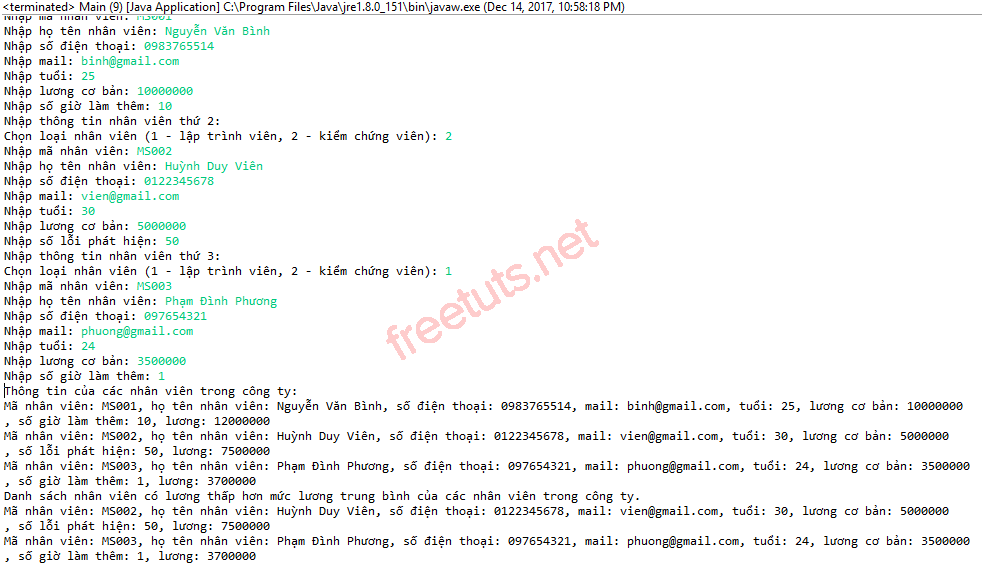 <terminated> Main (9) [Java Application] C:\Program Files\Java\jre1.8.0_151\bin\javaw.exe (Dec 14, 2017, 10:58:18 PM)
Nhập mã nhân viên: MS001
Nhập họ tên nhân viên: Nguyễn Văn Bình
Nhập số điện thoại: 0983765514
Nhập mail: binh@gmail.com
Nhập tuổi: 25
Nhập lương cơ bản: 10000000
Nhập số giờ làm thêm: 10
Nhập thông tin nhân viên thứ 2:
Chọn loại nhân viên (1 - lập trình viên, 2 - kiểm chứng viên): 2
Nhập mã nhân viên: MS002
Nhập họ tên nhân viên: Huỳnh Duy Viên
Nhập số điện thoại: 0122345678
Nhập mail: vien@gmail.com
Nhập tuổi: 30
Nhập lương cơ bản: 5000000
Nhập số lỗi phát hiện: 50
Nhập thông tin nhân viên thứ 3:
Chọn loại nhân viên (1 - lập trình viên, 2 - kiểm chứng viên): 1
Nhập mã nhân viên: MS003
Nhập họ tên nhân viên: Phạm Đình Phương
Nhập số điện thoại: 097654321
Nhập mail: phuong@gmail.com
Nhập tuổi: 24
Nhập lương cơ bản: 3500000
Nhập số giờ làm thêm: 1
Thông tin của các nhân viên trong công ty:
Mã nhân viên: MS001, họ tên nhân viên: Nguyễn Văn Bình, số điện thoại: 0983765514, mail: binh@gmail.com, tuổi: 25, lương cơ bản: 10000000
, số giờ làm thêm: 10, lương: 12000000
Mã nhân viên: MS002, họ tên nhân viên: Huỳnh Duy Viên, số điện thoại: 0122345678, mail: vien@gmail.com, tuổi: 30, lương cơ bản: 5000000
, số lỗi phát hiện: 50, lương: 7500000
Mã nhân viên: MS003, họ tên nhân viên: Phạm Đình Phương, số điện thoại: 097654321, mail: phuong@gmail.com, tuổi: 24, lương cơ bản: 3500000
, số giờ làm thêm: 1, lương: 3700000
Danh sách nhân viên có lương thấp hơn mức lương trung bình của các nhân viên trong công ty.
Mã nhân viên: MS002, họ tên nhân viên: Huỳnh Duy Viên, số điện thoại: 0122345678, mail: vien@gmail.com, tuổi: 30, lương cơ bản: 5000000
, số lỗi phát hiện: 50, lương: 7500000
Mã nhân viên: MS003, họ tên nhân viên: Phạm Đình Phương, số điện thoại: 097654321, mail: phuong@gmail.com, tuổi: 24, lương cơ bản: 3500000
, số giờ làm thêm: 1, lương: 3700000
freetuts.net